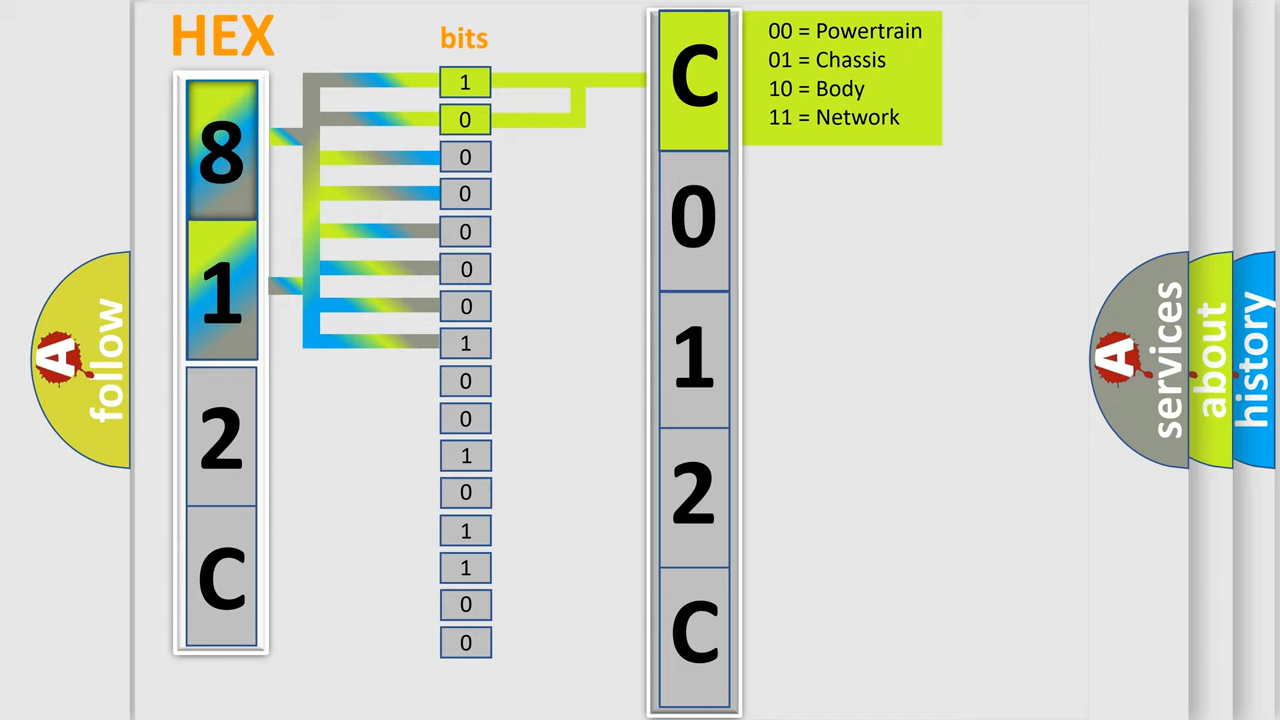 HEX
8
1
2
C
bits
1
0
0
0
0
0
0
1
0
0
1
0
1
1
0
0
C
0
1
2
C
00 = Powertrain
01 = Chassis
10 = Body
11 = Network
A
follow
A
services
about
history